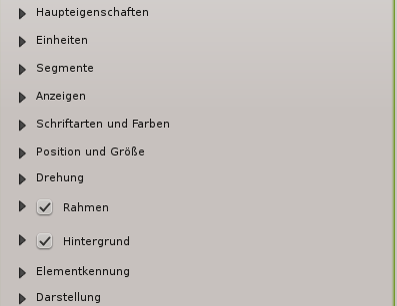 Haupteigenschaften
Einheiten
Segmente
Anzeigen
Schriftarten und Farben
Position und Größe
Drehung
Rahmen
Hintergrund
Elementkennung
Darstellung